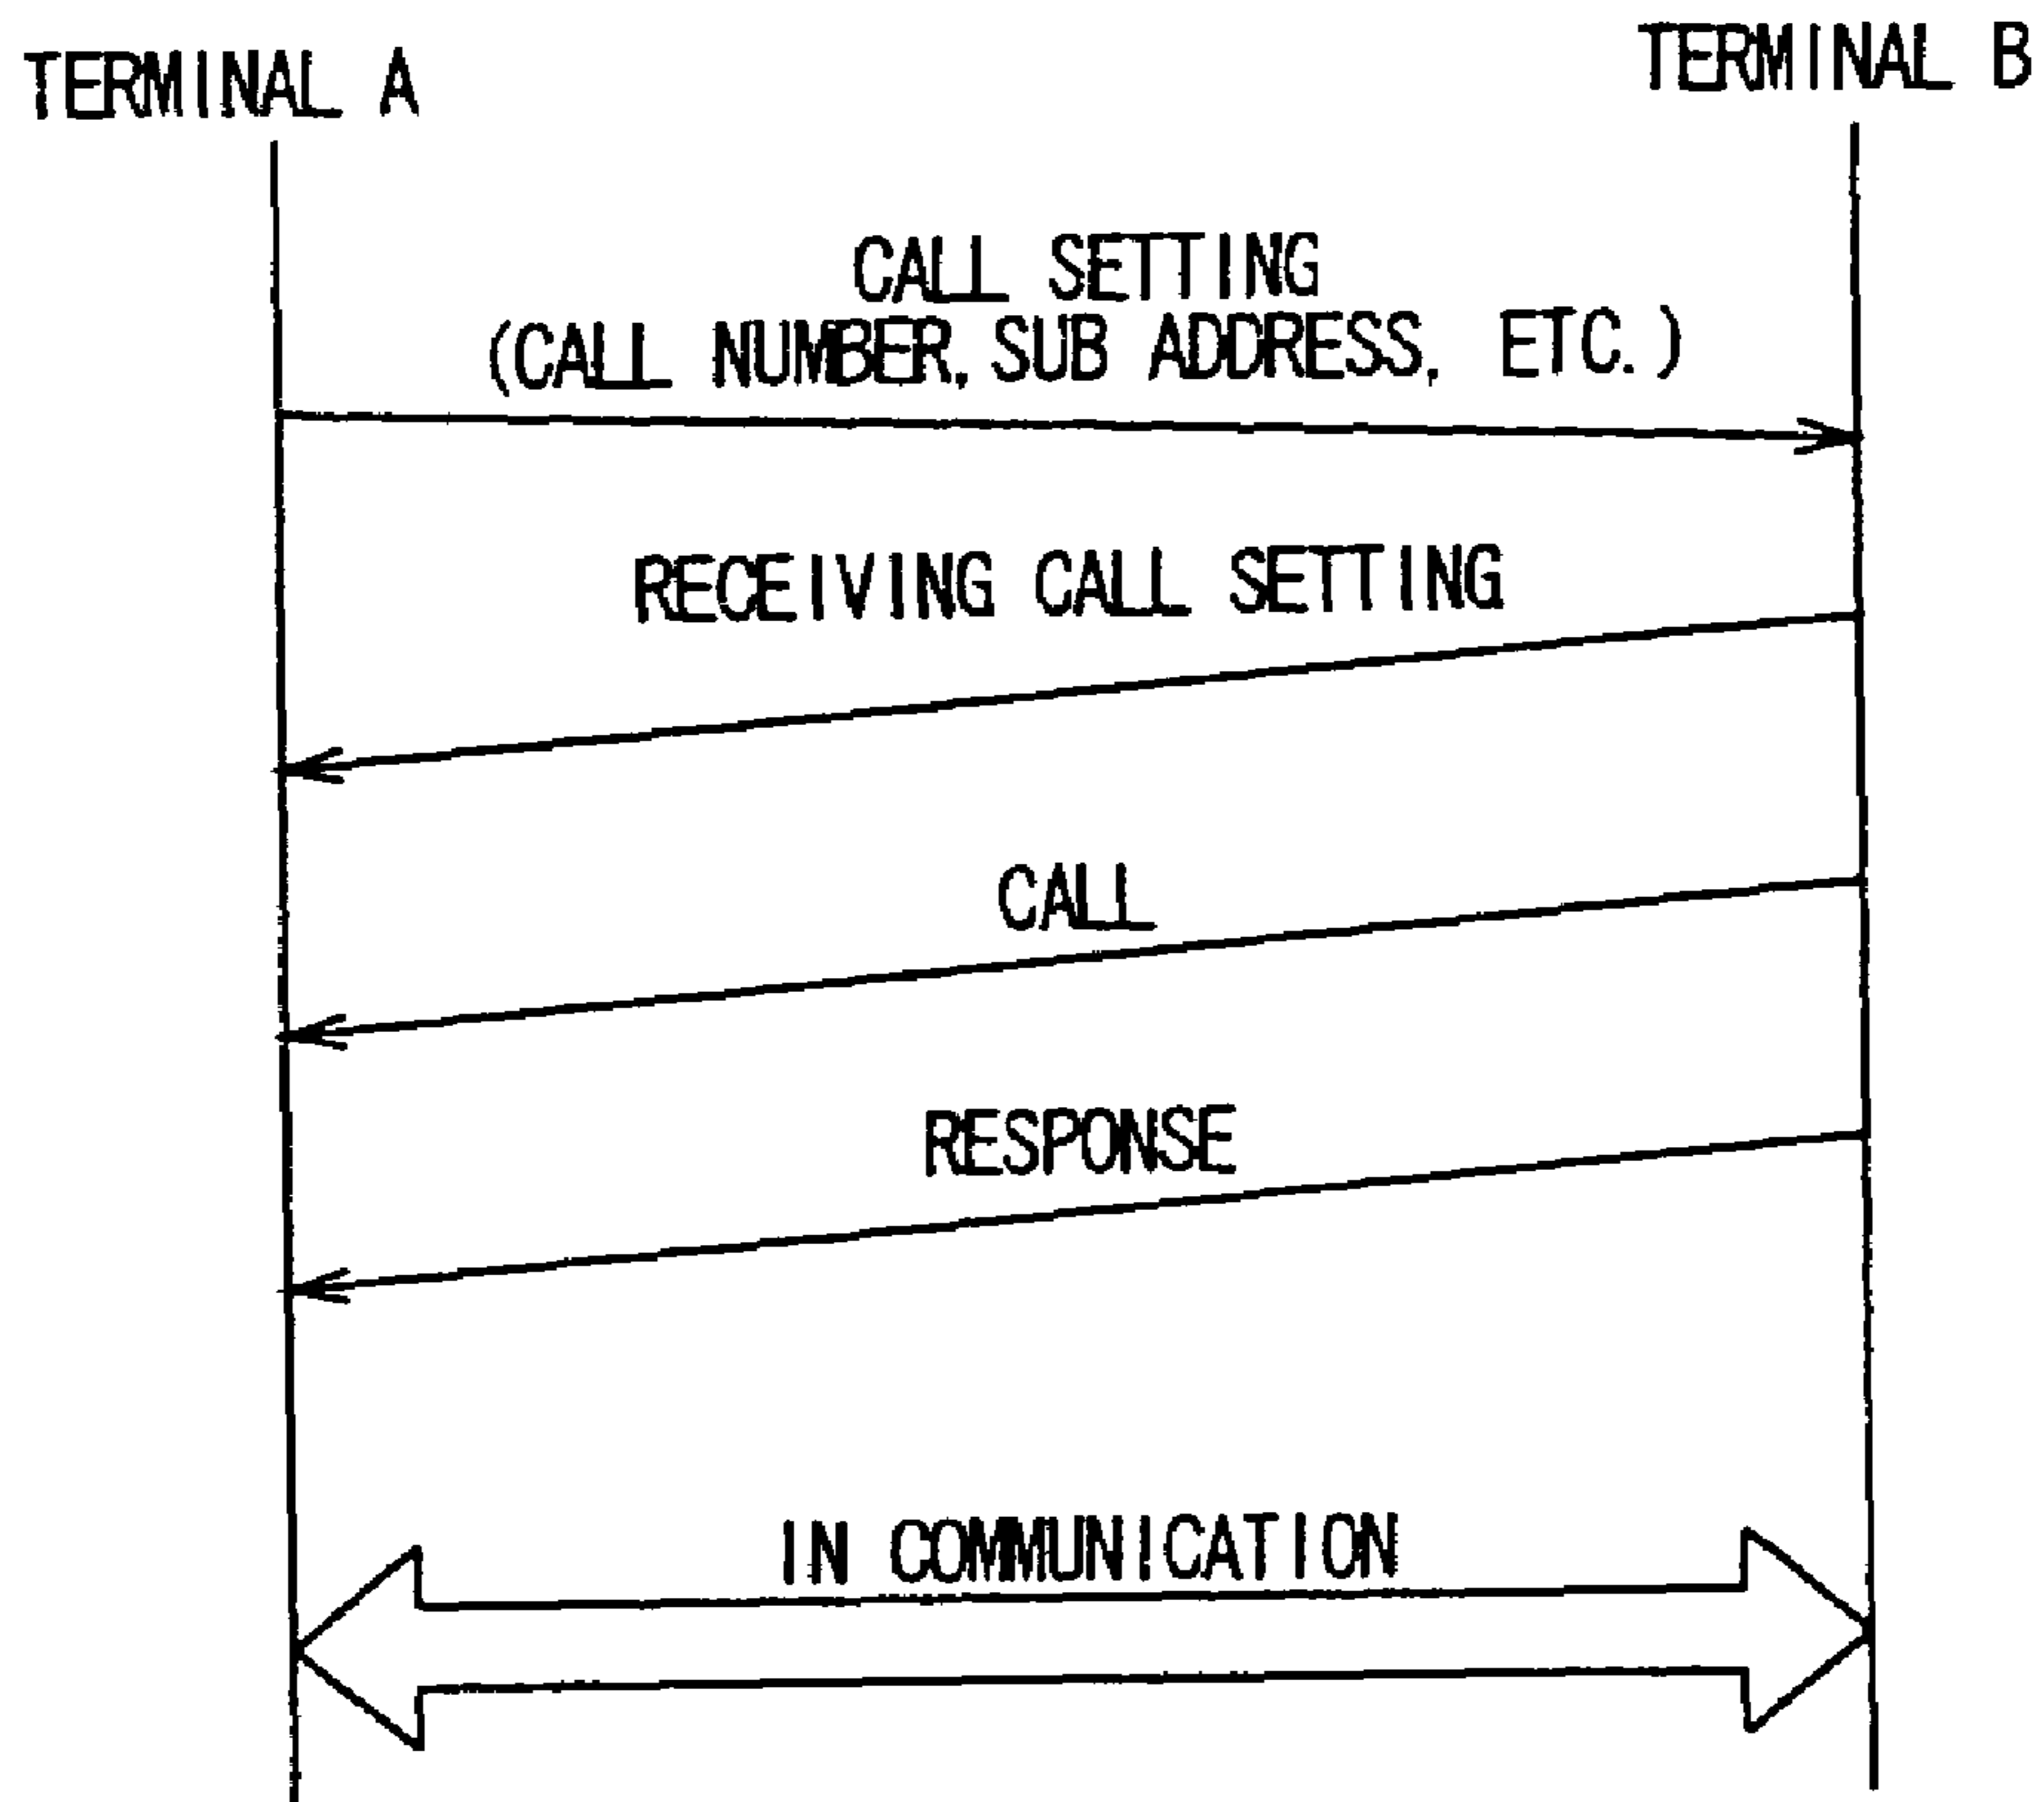 TERMINAL A
TERMINAL B
CALL SETTING
(CALL NUMBER, SUB ADDRESS, ETC.)
RECEIVING CALL SETTING
CALL
RESPONSE
IN COMMUNICATION